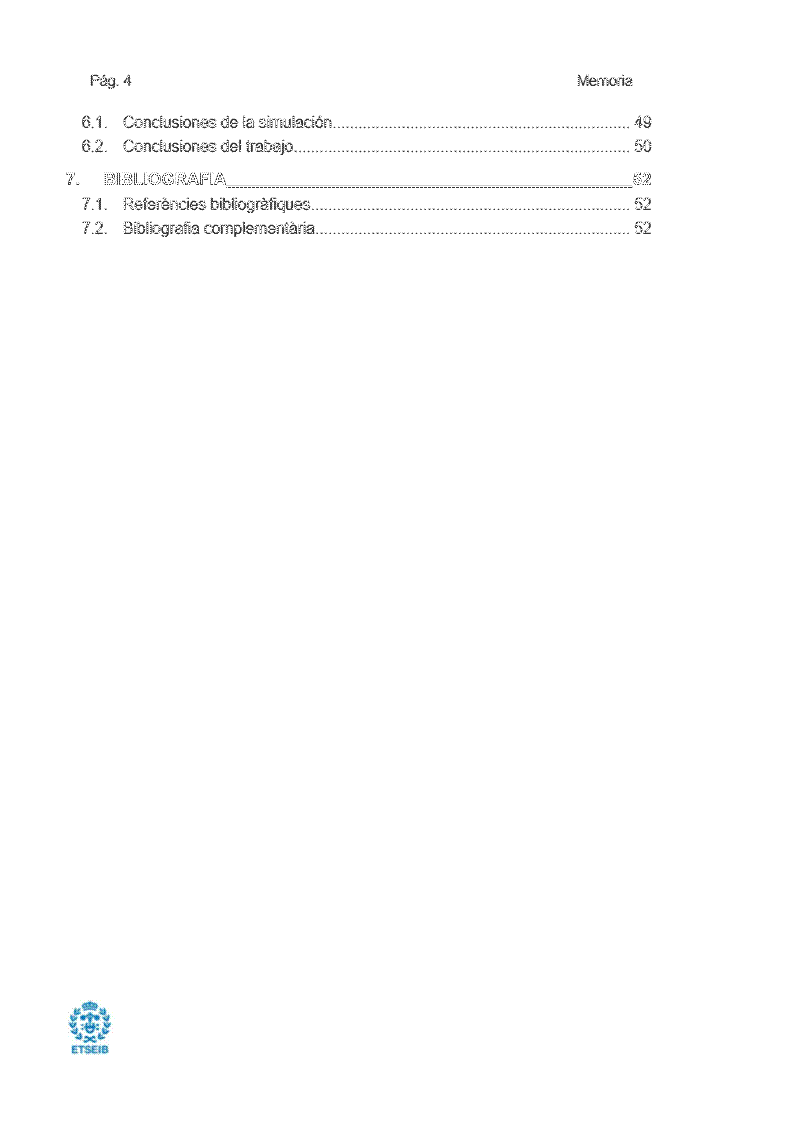 Pág. 4 Memoria
6.1. Conclusiones de la simulación...................................................................... 49
6.2. Conclusiones del trabajo............................................................................... 50
7. BIBLIOGRAFIA__________________________________________52
7.1. Referències bibliogràfiques.......................................................................... 52
7.2. Bibliografia complementària......................................................................... 52
ETSEIB